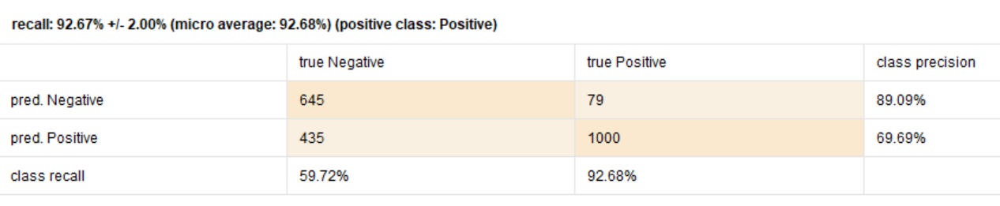 recall: 92.67% +/- 2.00% (micro average: 92.68%) (positive class: Positive)
true Negative true Positive class precision
pred. Negative 645 79 89.09%
pred. Positive 435 1000 69.69%
class recall 59.72% 92.68%